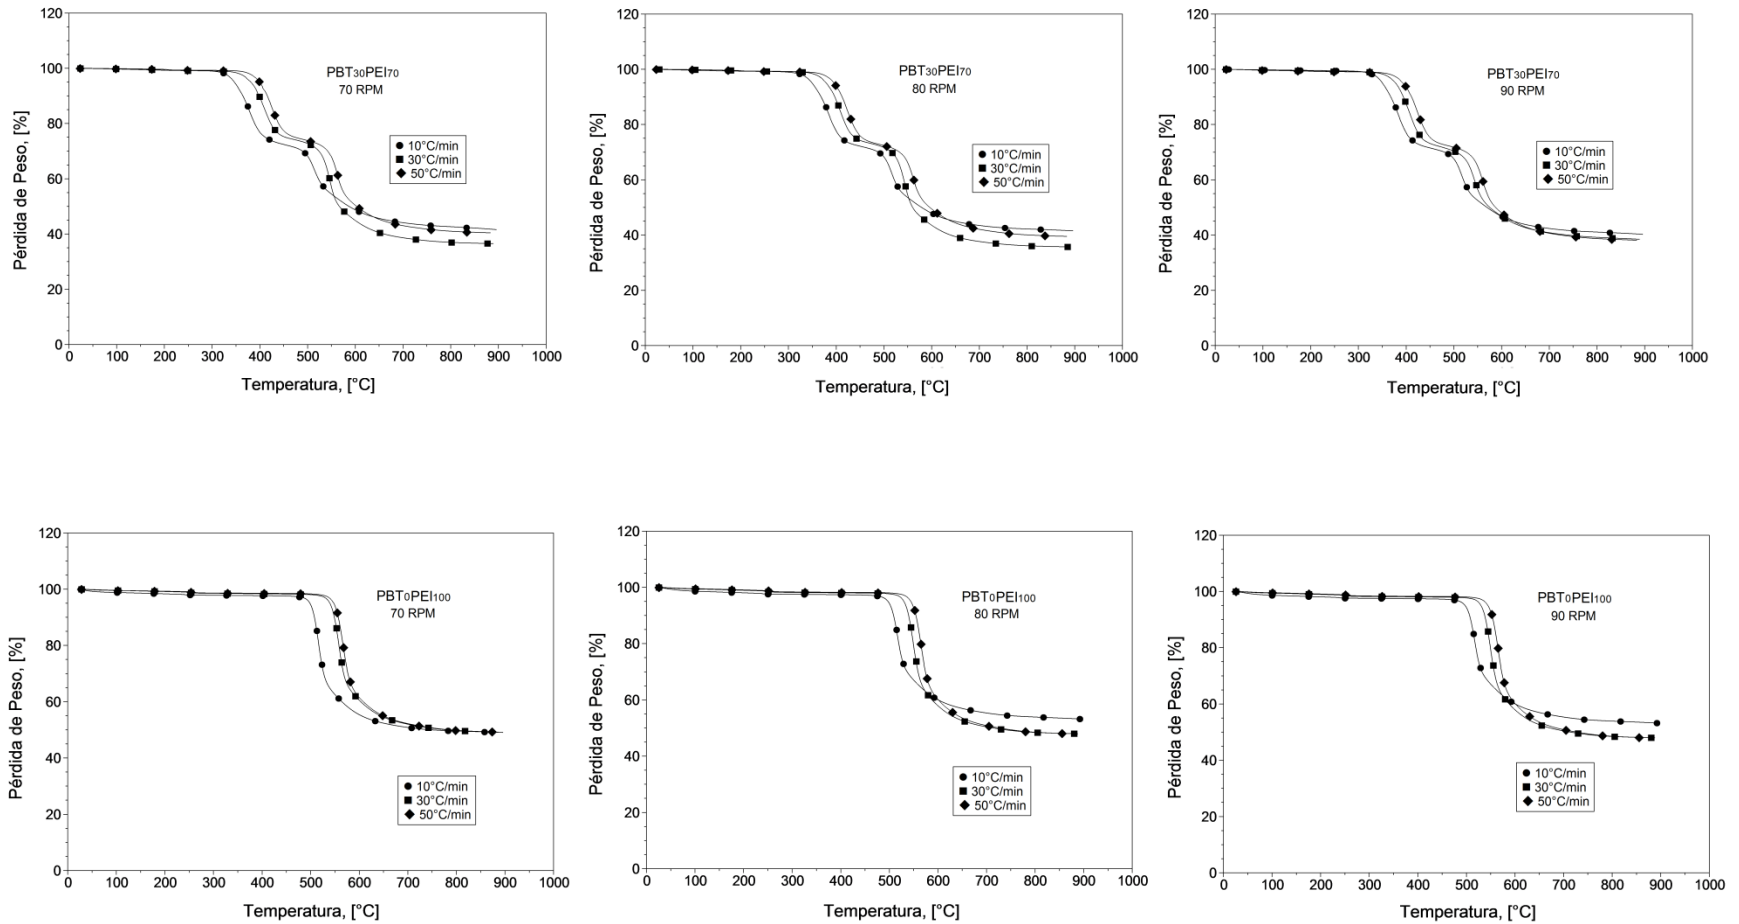 120
100
80
60
40
20
0
0 100 200 300 400 500 600 700 800 900 1000
Pérdida de Peso, [%]
Temperatura, [°C]
PBT30PEI70
70 RPM
10°C/min
30°C/min
50°C/min
120
100
80
60
40
20
0
0 100 200 300 400 500 600 700 800 900 1000
Pérdida de Peso, [%]
Temperatura, [°C]
PBT30PEI70
80 RPM
10°C/min
30°C/min
50°C/min
120
100
80
60
40
20
0
0 100 200 300 400 500 600 700 800 900 1000
Pérdida de Peso, [%]
Temperatura, [°C]
PBT30PEI70
90 RPM
10°C/min
30°C/min
50°C/min
120
100
80
60
40
20
0
0 100 200 300 400 500 600 700 800 900 1000
Pérdida de Peso, [%]
Temperatura, [°C]
PBT0PEI100
70 RPM
10°C/min
30°C/min
50°C/min
120
100
80
60
40
20
0
0 100 200 300 400 500 600 700 800 900 1000
Pérdida de Peso, [%]
Temperatura, [°C]
PBT0PEI100
80 RPM
10°C/min
30°C/min
50°C/min
120
100
80
60
40
20
0
0 100 200 300 400 500 600 700 800 900 1000
Pérdida de Peso, [%]
Temperatura, [°C]
PBT0PEI100
90 RPM
10°C/min
30°C/min
50°C/min